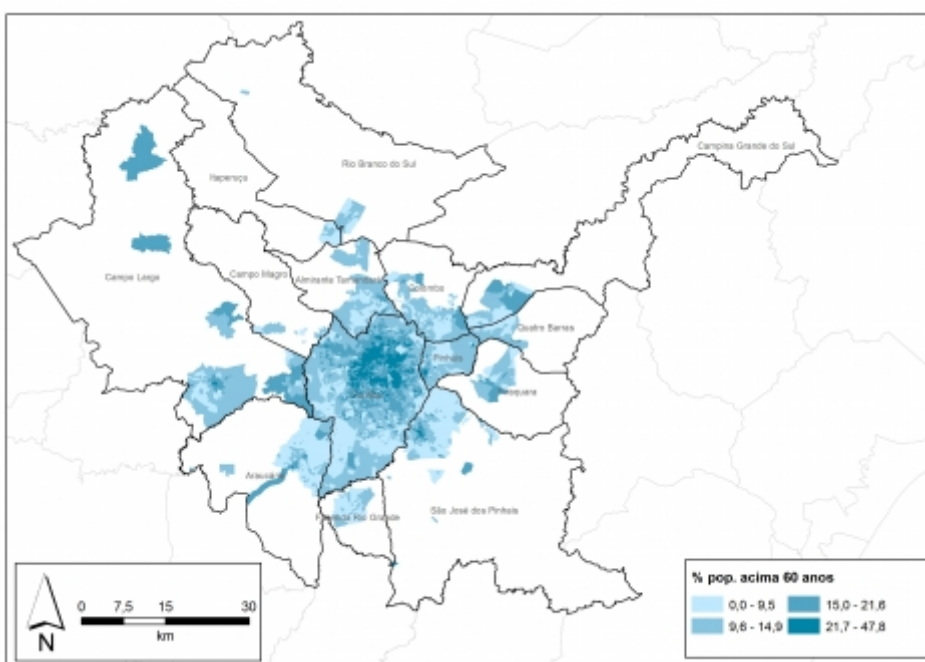 Campina Grande do Sul
Rio Branco do Sul
Itaperuçu
Campo Largo
Campo Magro
Almirante Tamandaré
Colombo
Quatro Barras
Pinhais
Piraquara
Araucária
Fazenda Rio Grande
São José dos Pinhais
N
0 7,5 15 30
km
% pop. acima 60 anos
0,0 - 9,5
15,0 - 21,6
9,6 - 14,9
21,7 - 47,8